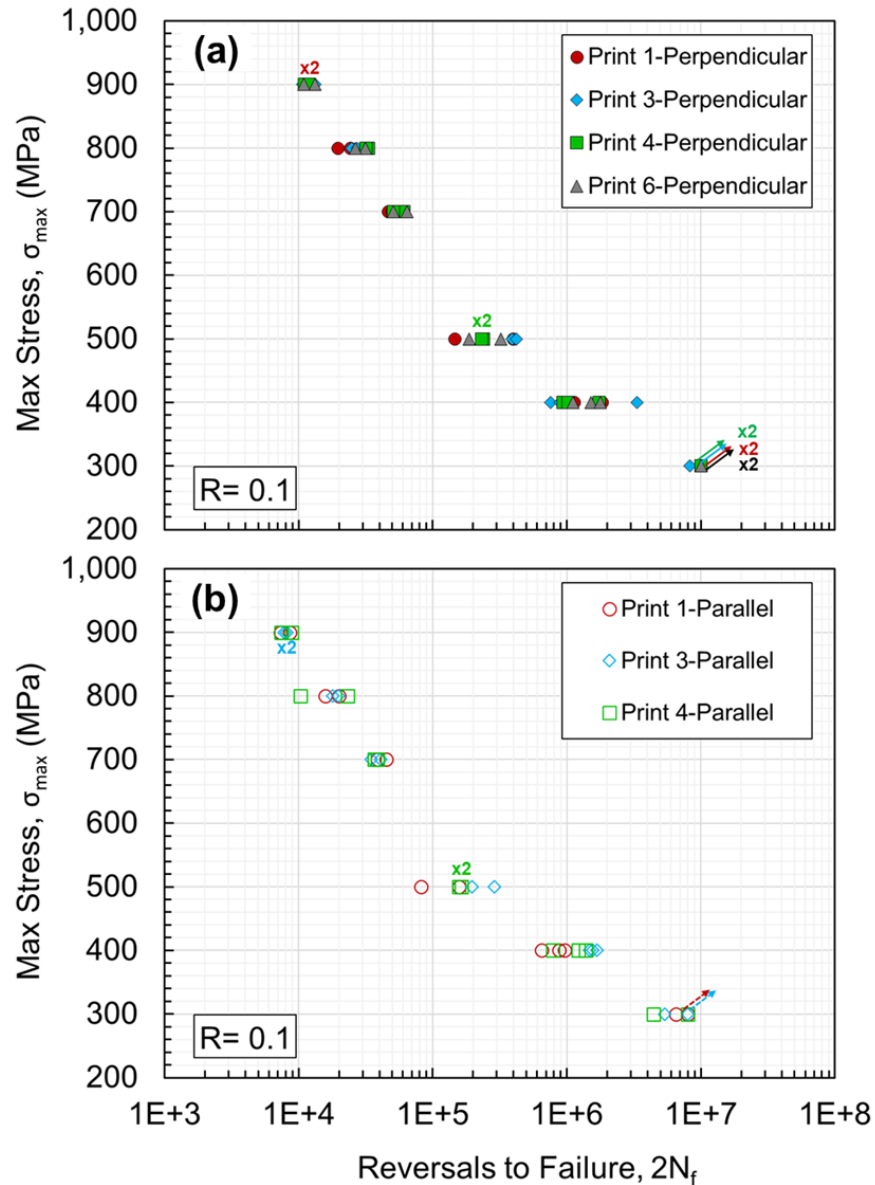 1,000
(a)
x2
900
Print 1-Perpendicular
Print 3-Perpendicular
Print 4-Perpendicular
Print 6-Perpendicular
800
700
600
x2
500
400
x2
x2
x2
300
R= 0.1
200
Max Stress, σmax (MPa)
1,000
(b)
Print 1-Parallel
Print 3-Parallel
Print 4-Parallel
900
x2
800
700
600
x2
500
400
300
R= 0.1
200
Max Stress, σmax (MPa)
1E+3 1E+4 1E+5 1E+6 1E+7 1E+8
Reversals to Failure, 2Nf